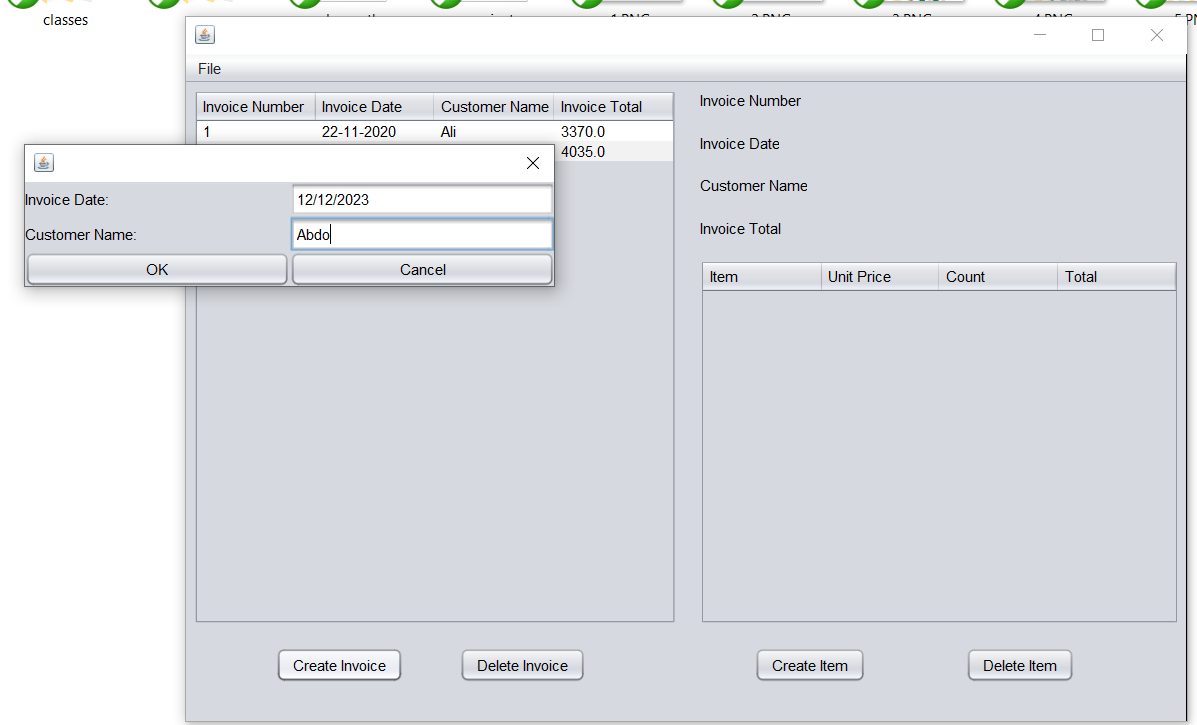 classes
File
Invoice Number Invoice Date Customer Name Invoice Total
1 22-11-2020 Ali 3370.0
4035.0
Invoice Date: 12/12/2023
Customer Name: Abdo
OK Cancel
Invoice Number
Invoice Date
Customer Name
Invoice Total
Item Unit Price Count Total
Create Invoice Delete Invoice Create Item Delete Item